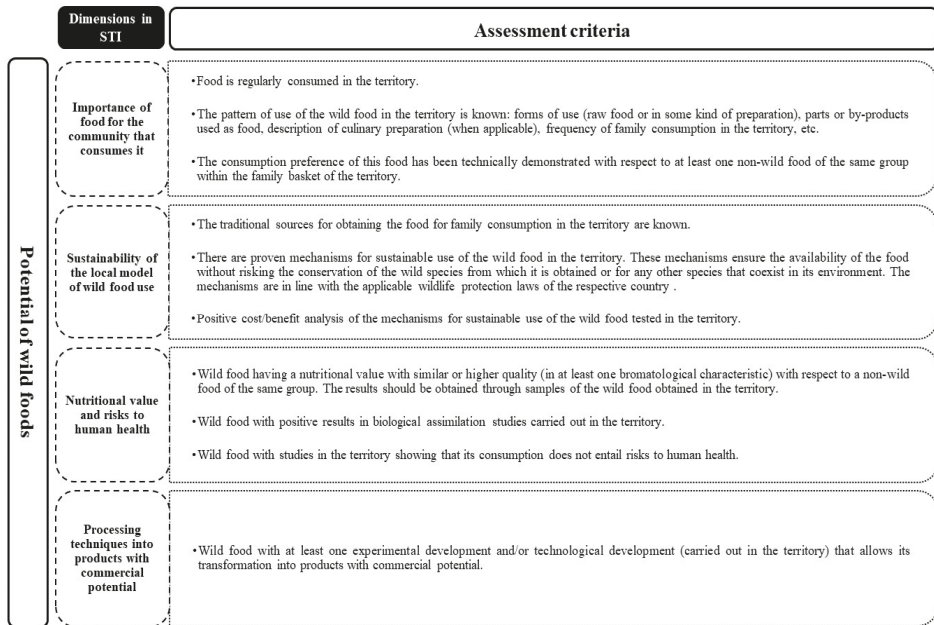 Dimensions in
STI
Assessment criteria
Potential of wild foods
Importance of
food for the
community that
consumes it
•Food is regularly consumed in the territory.
•The pattern of use of the wild food in the territory is known: forms of use (raw food or in some kind of preparation), parts or by-products
used as food, description of culinary preparation (when applicable), frequency of family consumption in the territory, etc.
•The consumption preference of this food has been technically demonstrated with respect to at least one non-wild food of the same group
within the family basket of the territory.
Sustainability of
the local model
of wild food use
•The traditional sources for obtaining the food for family consumption in the territory are known.
•There are proven mechanisms for sustainable use of the wild food in the territory. These mechanisms ensure the availability of the food
without risking the conservation of the wild species from which it is obtained or for any other species that coexist in its environment. The
mechanisms are in line with the applicable wildlife protection laws of the respective country .
•Positive cost/benefit analysis of the mechanisms for sustainable use of the wild food tested in the territory.
Nutritional value
and risks to
human health
•Wild food having a nutritional value with similar or higher quality (in at least one bromatological characteristic) with respect to a non-wild
food of the same group. The results should be obtained through samples of the wild food obtained in the territory.
•Wild food with positive results in biological assimilation studies carried out in the territory.
•Wild food with studies in the territory showing that its consumption does not entail risks to human health.
Processing
techniques into
products with
commercial
potential
•Wild food with at least one experimental development and/or technological development (carried out in the territory) that allows its
transformation into products with commercial potential.